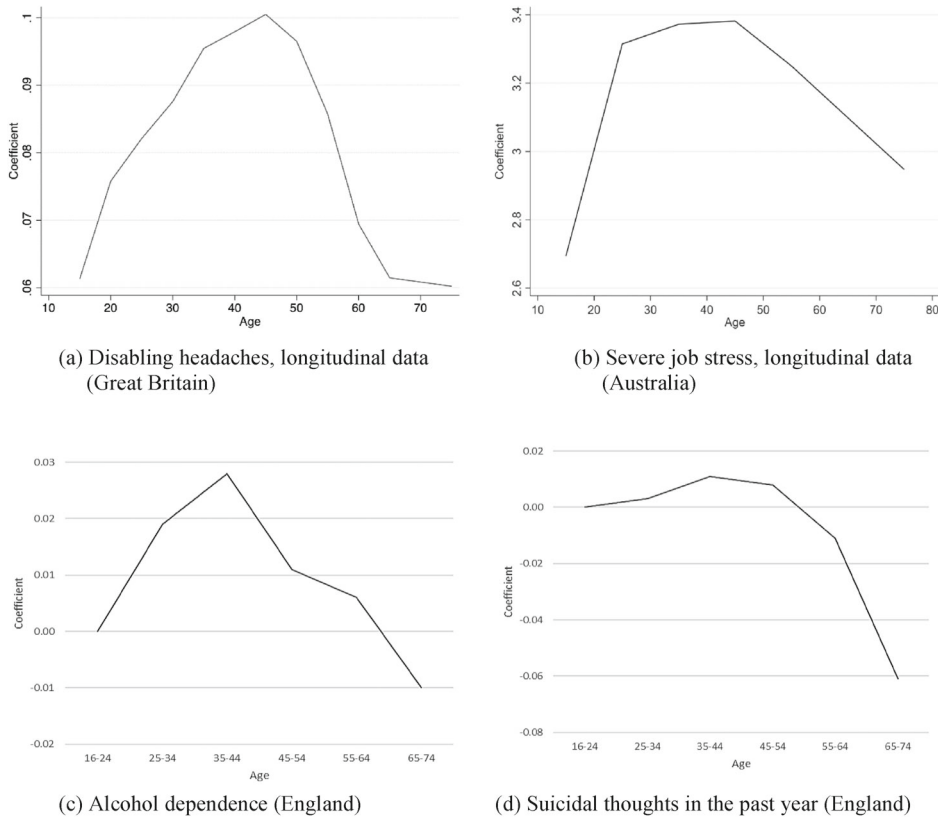 .1
.09
.08
.07
.06
Coefficient
10 20 30 40 50 60 70
Age
(a) Disabling headaches, longitudinal data
(Great Britain)
3.4
3.2
3
2.8
2.6
Coefficient
10 20 30 40 50 60 70 80
Age
(b) Severe job stress, longitudinal data
(Australia)
0.03
0.02
0.01
0.00
-0.01
-0.02
Coefficient
16-24 25-34 35-44 45-54 55-64 65-74
Age
(c) Alcohol dependence (England)
0.02
0.00
-0.02
-0.04
-0.06
-0.08
Coefficient
16-24 25-34 35-44 45-54 55-64 65-74
Age
(d) Suicidal thoughts in the past year (England)